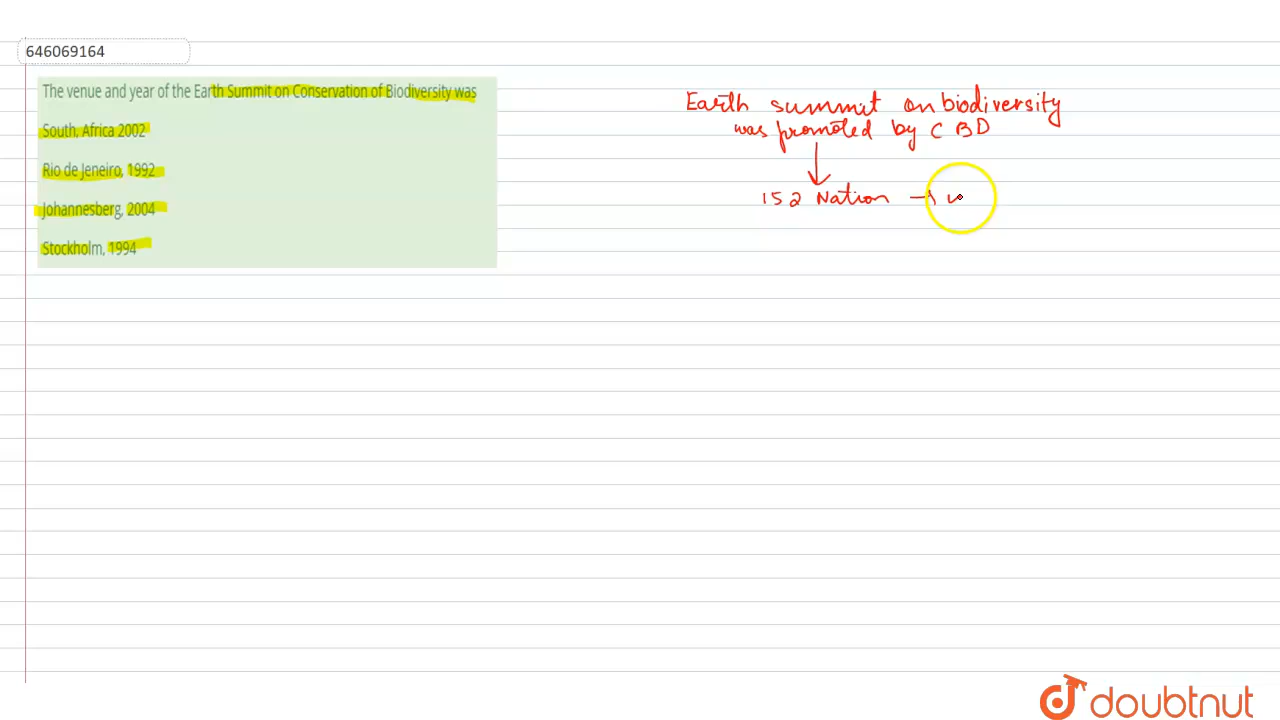 646069164
The venue and year of the Earth Summit on Conservation of Biodiversity was
South, Africa 2002
Rio de Jeneiro, 1992
Johannesberg, 2004
Stockholm, 1994
Earth summit on biodiversity
was promoted by CBD
152 Nation →
doubtnut